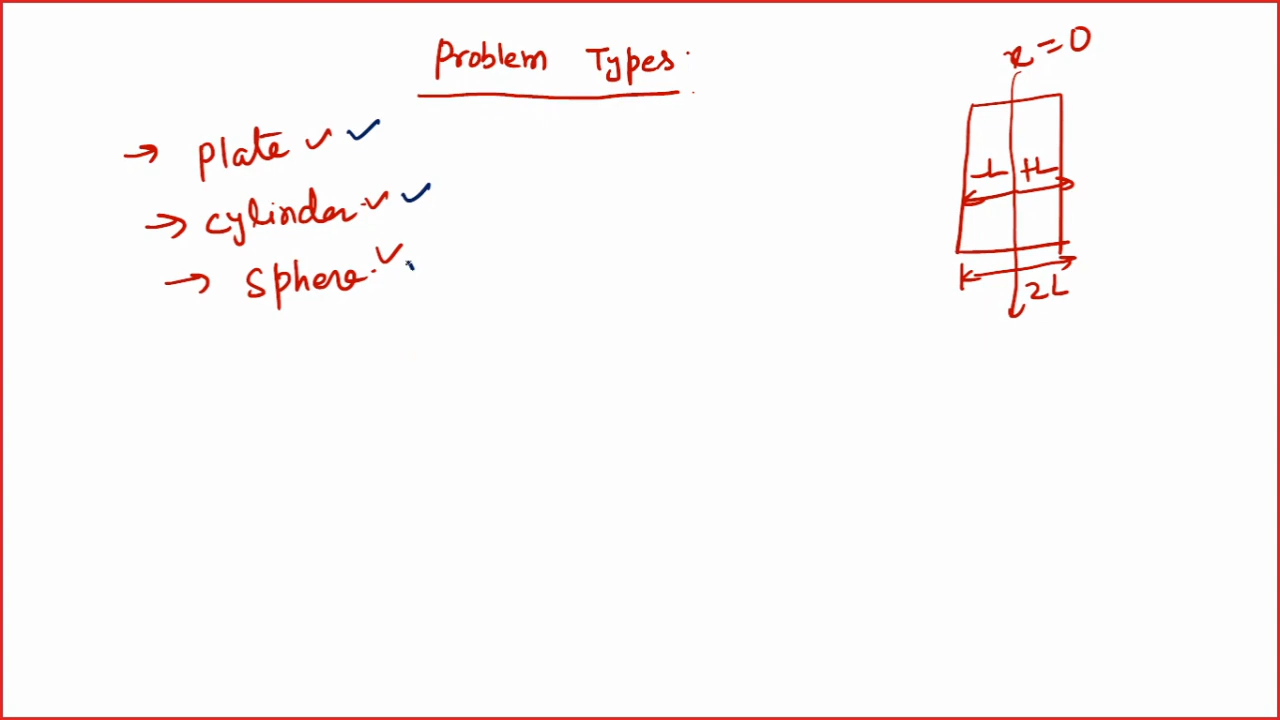 Problem Types
→ Plate ✓ ✓
→ cylinder ✓ ✓
→ Sphere ✓
x = 0
-L +L
2L